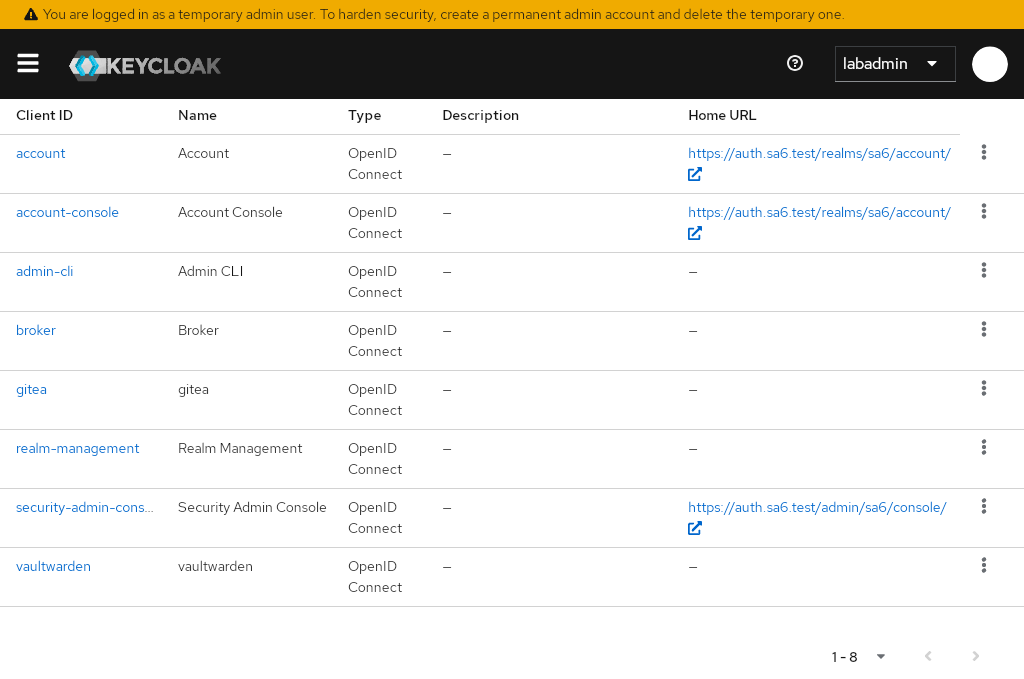 You are logged in as a temporary admin user. To harden security, create a permanent admin account and delete the temporary one.
KEYCLOAK
labadmin
Client ID Name Type Description Home URL
account Account OpenID Connect – https://auth.sa6.test/realms/sa6/account/
account-console Account Console OpenID Connect – https://auth.sa6.test/realms/sa6/account/
admin-cli Admin CLI OpenID Connect – –
broker Broker OpenID Connect – –
gitea gitea OpenID Connect – –
realm-management Realm Management OpenID Connect – –
security-admin-cons... Security Admin Console OpenID Connect – https://auth.sa6.test/admin/sa6/console/
vaultwarden vaultwarden OpenID Connect – –
1 - 8